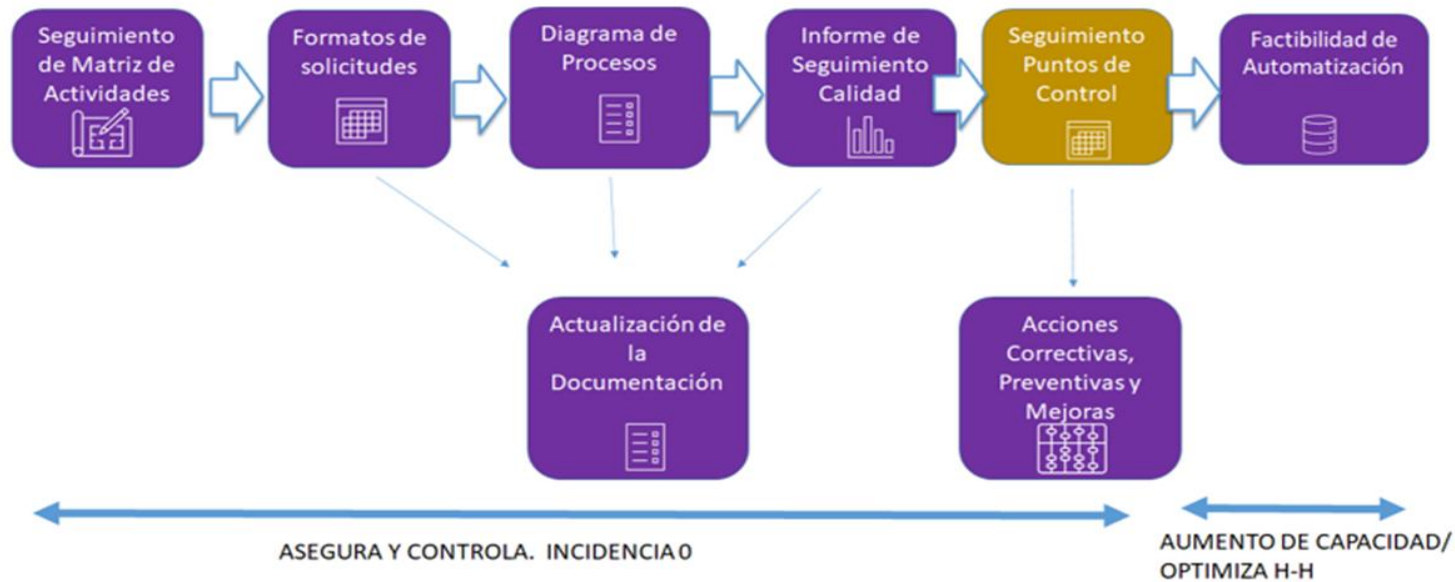 Seguimiento
de Matriz de
Actividades
Formatos de
solicitudes
Diagrama de
Procesos
Informe de
Seguimiento
Calidad
Seguimiento
Puntos de
Control
Factibilidad de
Automatización
Actualización de
la
Documentación
Acciones
Correctivas,
Preventivas y
Mejoras
ASEGURA Y CONTROLA. INCIDENCIA 0
AUMENTO DE CAPACIDAD/
OPTIMIZA H-H